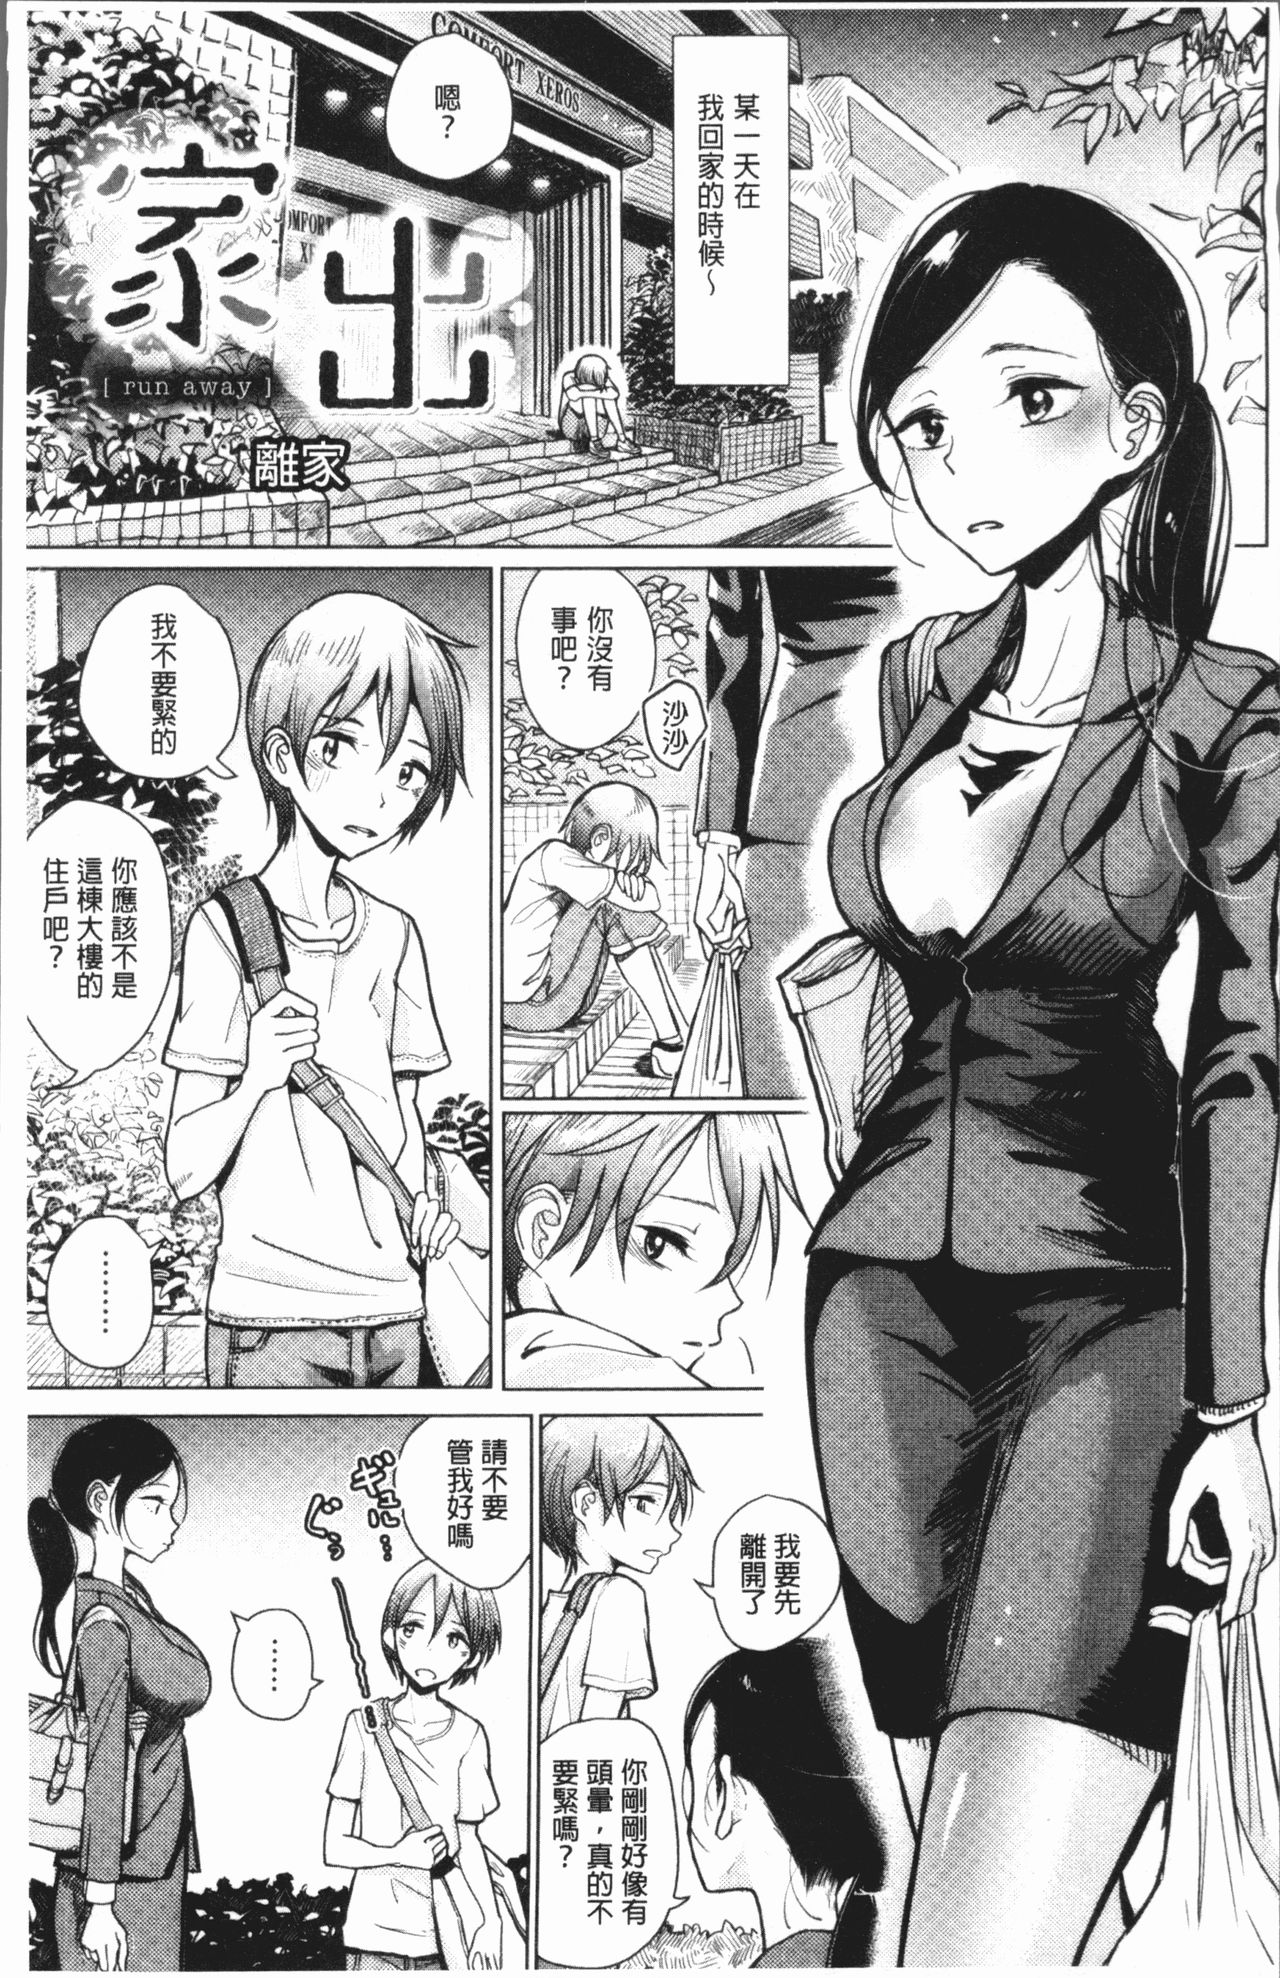 某一天在
我回家的時候～
COMFORT XEROS
嗯？
家出
[ run away ]
離家
COMFORT
你沒有
事吧？
沙沙
我不要緊的
你應該不是
這棟大樓的
住戶吧？
………
我要先
離開了
你剛剛好像有
頭暈，真的不
要緊嗎？
請不要
管我好嗎
ギュル…
……